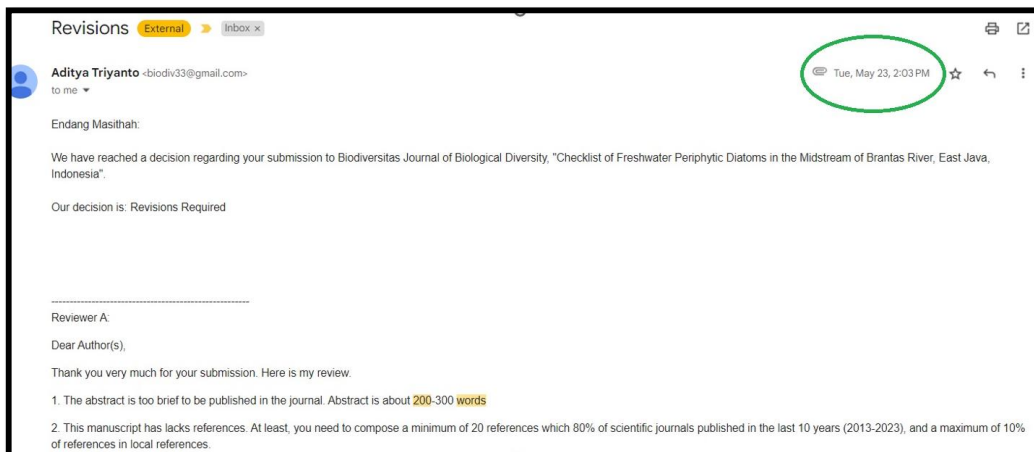 Revisions External Inbox ×
Aditya Triyanto <biodiv33@gmail.com> Tue, May 23, 2:03 PM
to me
Endang Masithah:
We have reached a decision regarding your submission to Biodiversitas Journal of Biological Diversity, "Checklist of Freshwater Periphytic Diatoms in the Midstream of Brantas River, East Java,
Indonesia".
Our decision is: Revisions Required
------------------------------------------------------
Reviewer A:
Dear Author(s),
Thank you very much for your submission. Here is my review.
1. The abstract is too brief to be published in the journal. Abstract is about 200-300 words
2. This manuscript has lacks references. At least, you need to compose a minimum of 20 references which 80% of scientific journals published in the last 10 years (2013-2023), and a maximum of 10%
of references in local references.